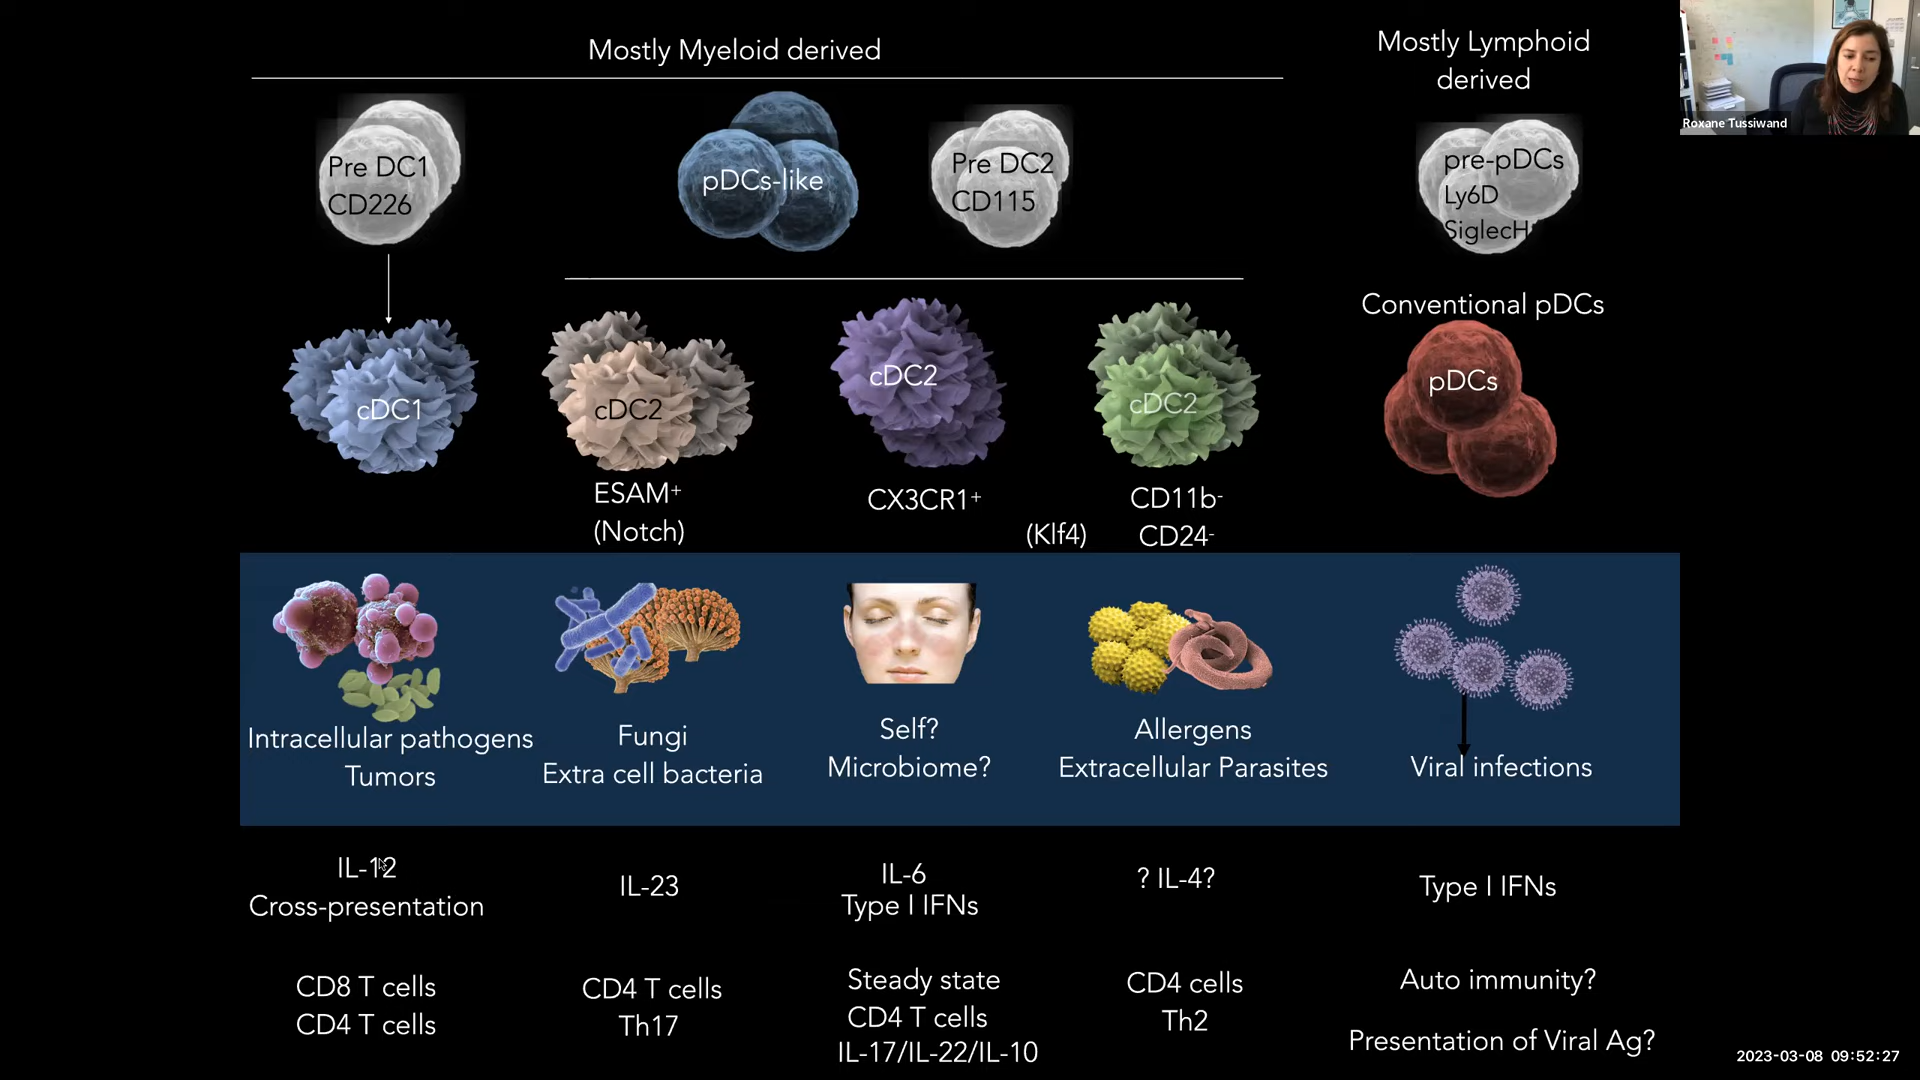 Mostly Myeloid derived
Mostly Lymphoid
derived
Roxane Tussiwand
Pre DC1
CD226
pDCs-like
Pre DC2
CD115
pre-pDCs
Ly6D
SiglecH
Conventional pDCs
cDC1
cDC2
cDC2
cDC2
pDCs
ESAM+
(Notch)
CX3CR1+
(Klf4)
CD11b-
CD24-
Intracellular pathogens
Tumors
Fungi
Extra cell bacteria
Self?
Microbiome?
Allergens
Extracellular Parasites
Viral infections
IL-12
Cross-presentation
IL-23
IL-6
Type I IFNs
? IL-4?
Type I IFNs
CD8 T cells
CD4 T cells
CD4 T cells
Th17
Steady state
CD4 T cells
IL-17/IL-22/IL-10
CD4 cells
Th2
Auto immunity?
Presentation of Viral Ag?
2023-03-08 09:52:27